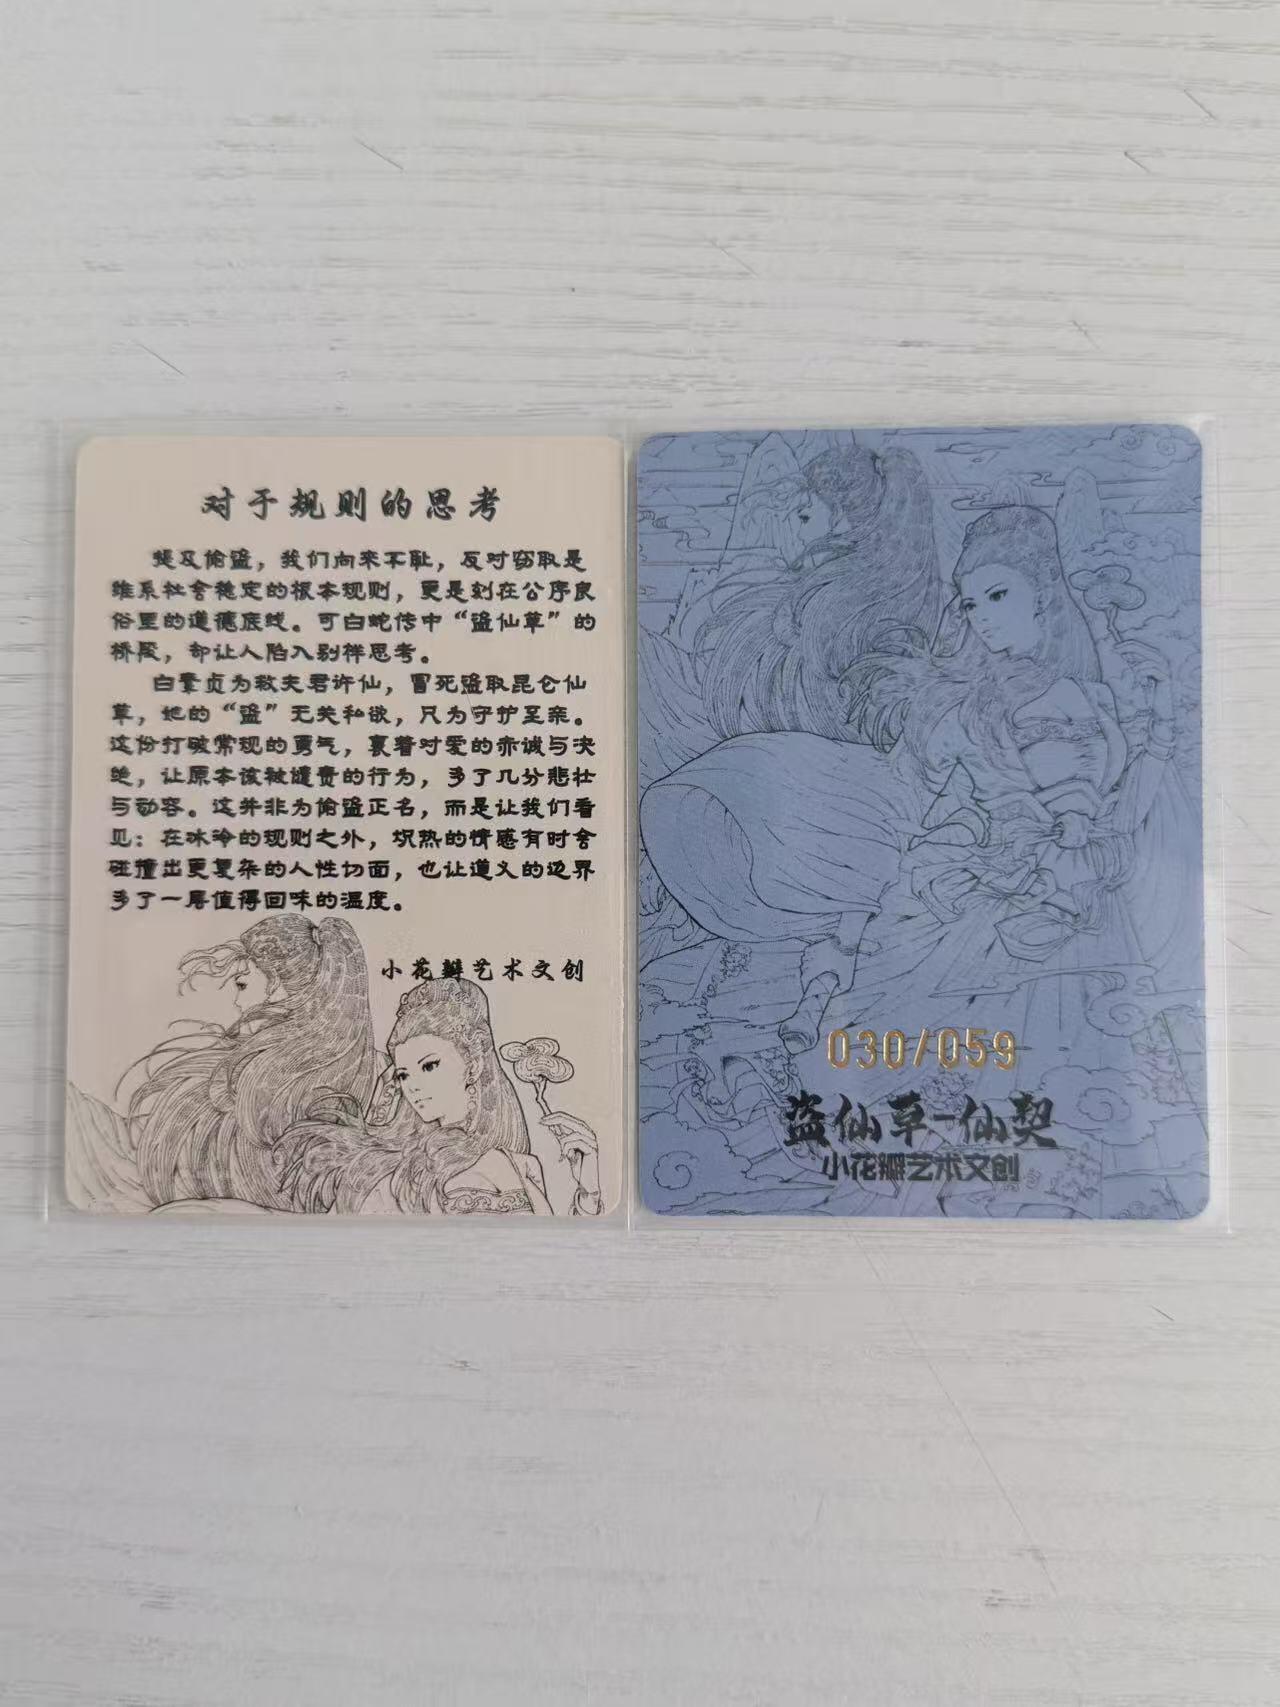 对于规则的思考
提及偷盗，我们向来不耻，反对窃取是
维系社会稳定的根本规则，更是刻在公序良
俗里的道德底线。可白蛇传中“盗仙草”的
桥段，却让人陷入别样思考。
白素贞为救夫君许仙，冒死盗取昆仑仙
草，她的“盗”无关私欲，只为守护至亲。
这份打破常规的勇气，裹着对爱的赤诚与决
绝，让原本该被谴责的行为，多了几分悲壮
与动容。这并非为偷盗正名，而是让我们看
见：在冰冷的规则之外，炽热的情感有时会
碰撞出更复杂的人性切面，也让道义的边界
多了一层值得回味的温度。
小花瓣艺术文创
030/059
盗仙草-仙契
小花瓣艺术文创